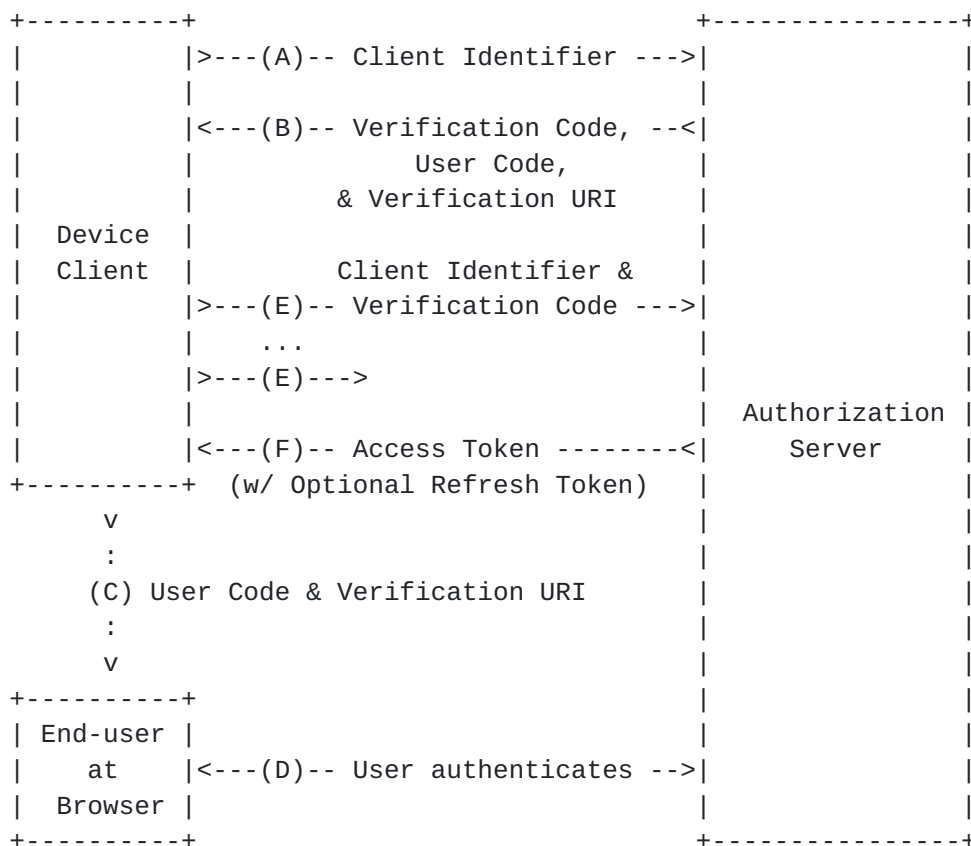 +----------+                                +----------------+
|          |>---(A)-- Client Identifier --->|                |
|          |                                |                |
|          |<---(B)-- Verification Code, --<|                |
|          |              User Code,        |                |
|          |         & Verification URI     |                |
|  Device  |                                |                |
|  Client  |         Client Identifier &    |                |
|          |>---(E)-- Verification Code --->|                |
|          |    ...                         |                |
|          |>---(E)--->                     |                |
|          |                                |  Authorization |
|          |<---(F)-- Access Token --------<|     Server     |
+----------+  (w/ Optional Refresh Token)   |                |
      v                                     |                |
      :                                     |                |
     (C) User Code & Verification URI       |                |
      :                                     |                |
      v                                     |                |
+----------+                                |                |
| End-user |                                |                |
|    at    |<---(D)-- User authenticates -->|                |
|  Browser |                                |                |
+----------+                                +----------------+